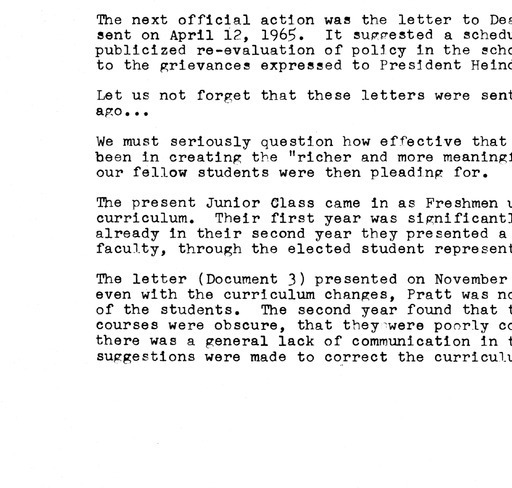 The next official action was the letter to Dea
sent on April 12, 1965.  It suggested a schedu
publicized re-evaluation of policy in the scho
to the grievances expressed to President Heind
Let us not forget that these letters were sent
ago...
We must seriously question how effective that
been in creating the "richer and more meaningf
our fellow students were then pleading for.
The present Junior Class came in as Freshmen u
curriculum.  Their first year was significantl
already in their second year they presented a
faculty, through the elected student represent
The letter (Document 3) presented on November
even with the curriculum changes, Pratt was no
of the students.  The second year found that t
courses were obscure, that they were poorly co
there was a general lack of communication in t
suggestions were made to correct the curriculu